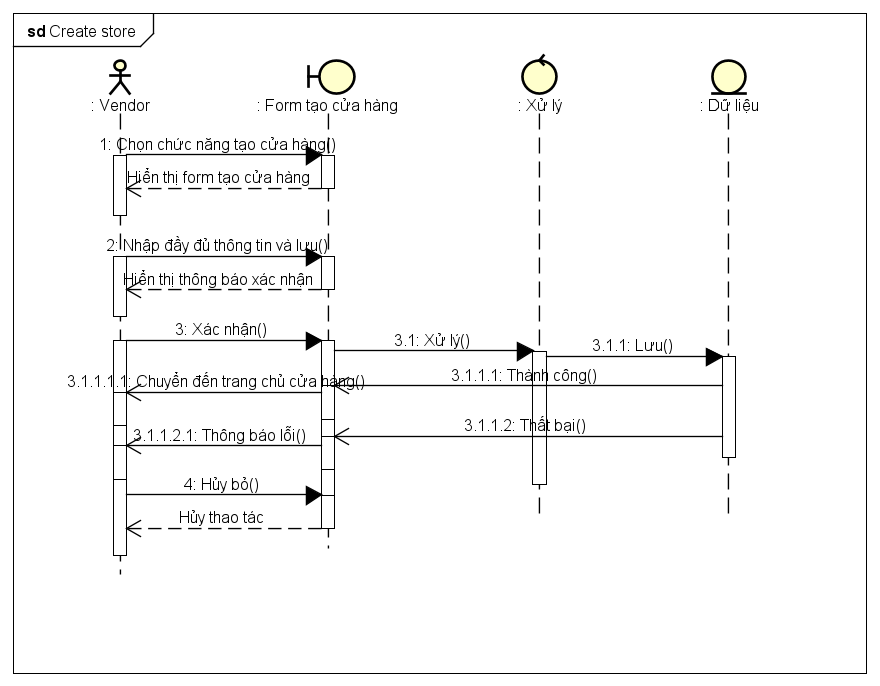 sd Create store
: Vendor
: Form tạo cửa hàng
: Xử lý
: Dữ liệu
1: Chọn chức năng tạo cửa hàng()
Hiển thị form tạo cửa hàng
2: Nhập đầy đủ thông tin và lưu()
Hiển thị thông báo xác nhận
3: Xác nhận()
3.1: Xử lý()
3.1.1: Lưu()
3.1.1.1: Thành công()
3.1.1.1.1: Chuyển đến trang chủ cửa hàng()
3.1.1.2: Thất bại()
3.1.1.2.1: Thông báo lỗi()
4: Hủy bỏ()
Hủy thao tác